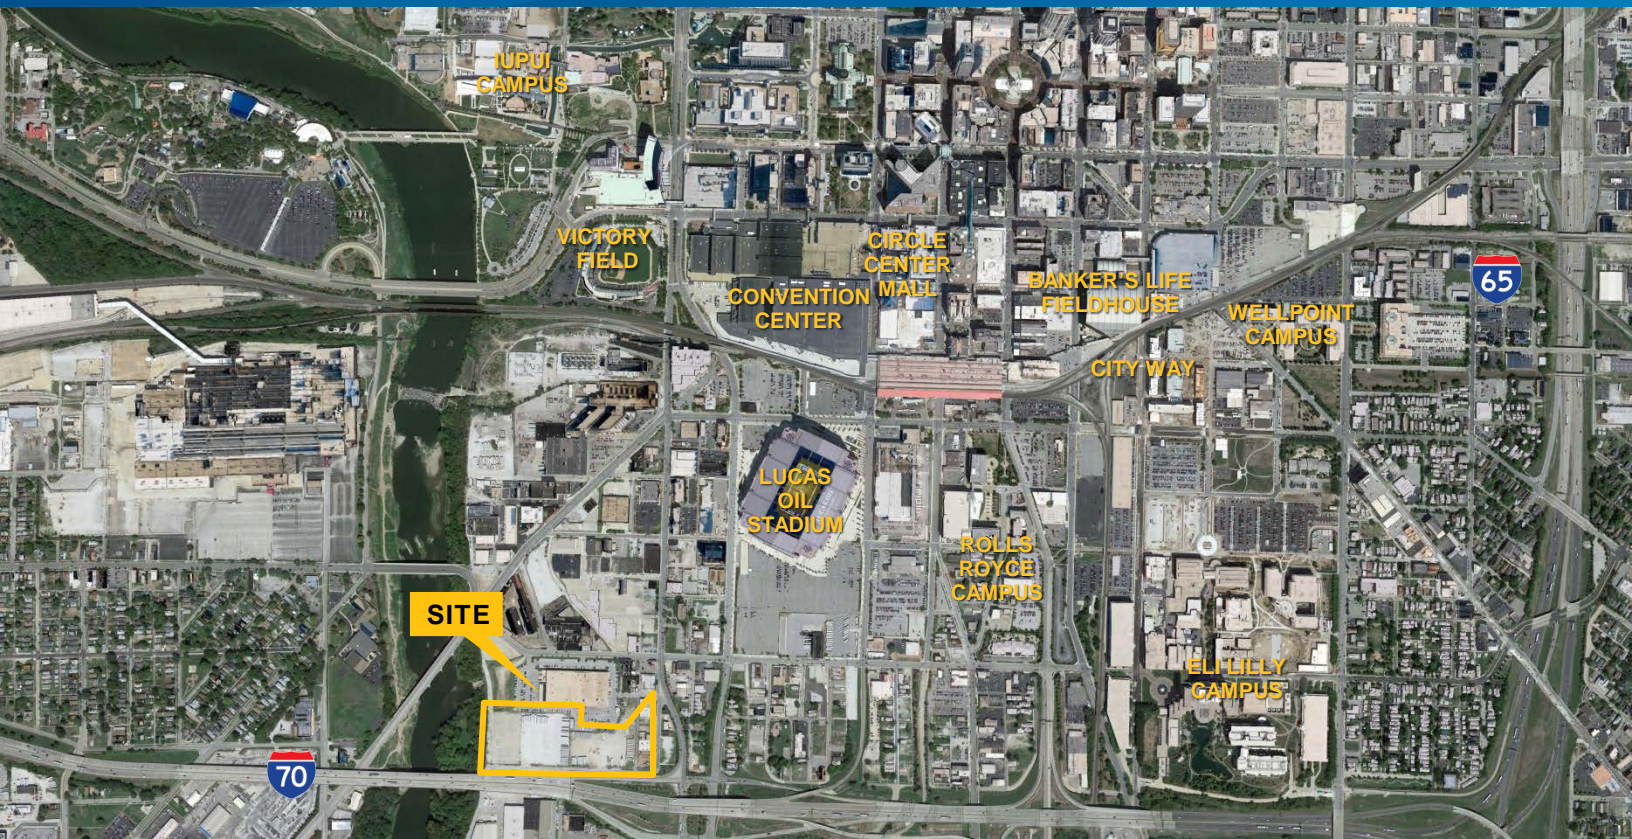 IUPUI
CAMPUS
VICTORY
FIELD
CIRCLE
CENTER
MALL
CONVENTION
CENTER
BANKER'S LIFE
FIELDHOUSE
65
WELLPOINT
CAMPUS
CITY WAY
LUCAS
OIL
STADIUM
ROLLS
ROYCE
CAMPUS
SITE
ELI LILLY
CAMPUS
70